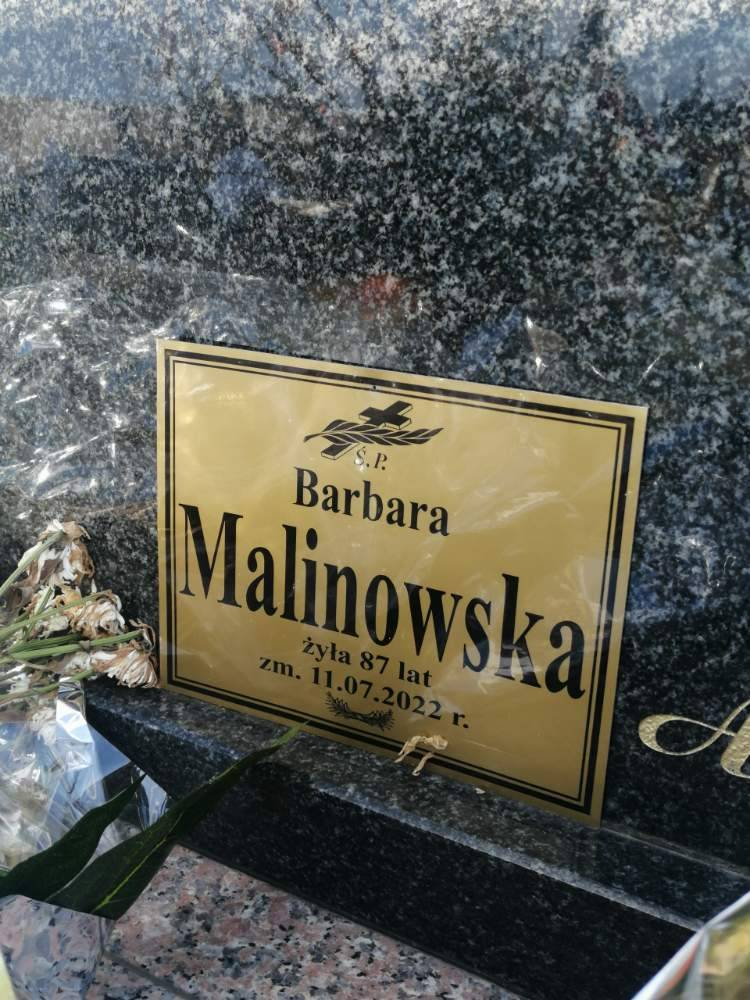 Ś.P.
Barbara
Malinowska
żyła 87 lat
zm. 11.07.2022 r.